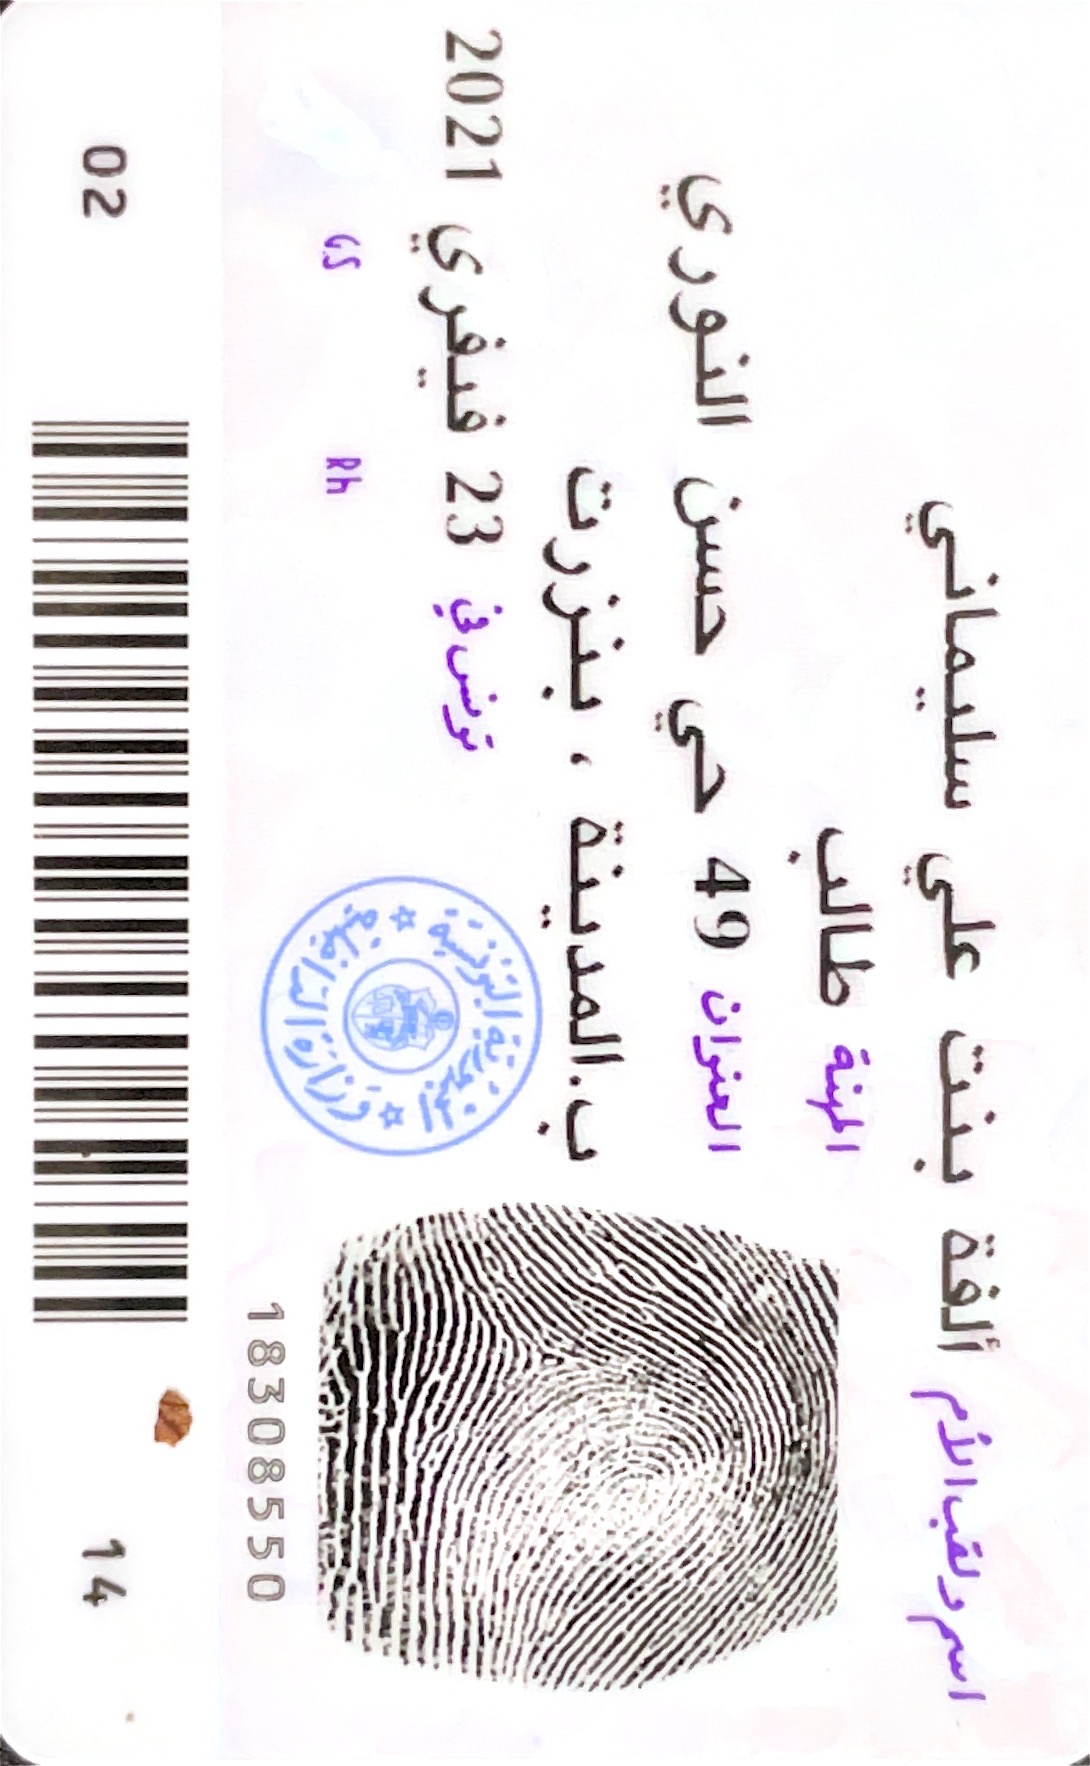 اسم ولقب الأم ألفة بنت علي سليماني
المهنة طالب
العنوان 49 حي حسن النوري
ب.المدينة ، بنزرت
تونس في 23 فيفري 2021
Rh GS
الجمهورية التونسية ☆ وزارة الداخلية ☆
18308550
14 02